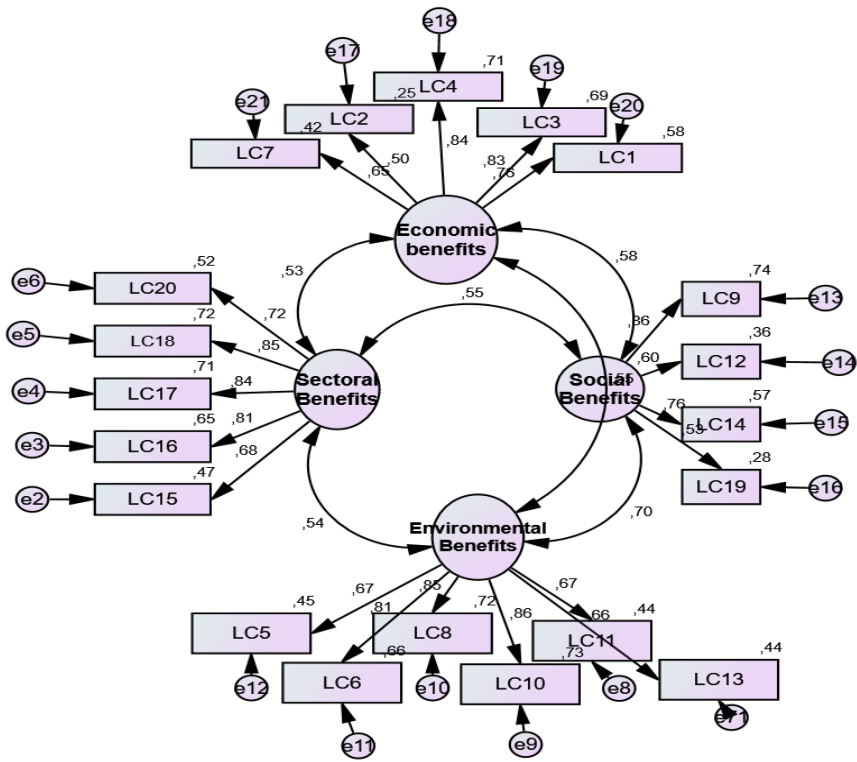 e18
e17
,71
LC4
e19
,25
,69
e21
LC2
LC3
e20
,42
,84
,58
LC7
LC1
,50
,83
,65
,76
Economic
benefits
,58
,52
,53
,74
e6
LC20
,55
LC9
e13
,72
,72
,86
,36
e5
LC18
,85
,60
LC12
e14
,71
Sectoral
Benefits
Social
Benefits
e4
LC17
,84
,57
,65
,81
,76
LC14
e15
e3
LC16
,53
,47
,68
,28
e2
LC15
LC19
e16
,54
,70
Environmental
Benefits
,67
,85
,72
,67
,45
,81
,86
,66
,44
LC5
LC8
LC11
,66
,73
,44
LC6
LC10
LC13
e12
e10
e8
e11
e9